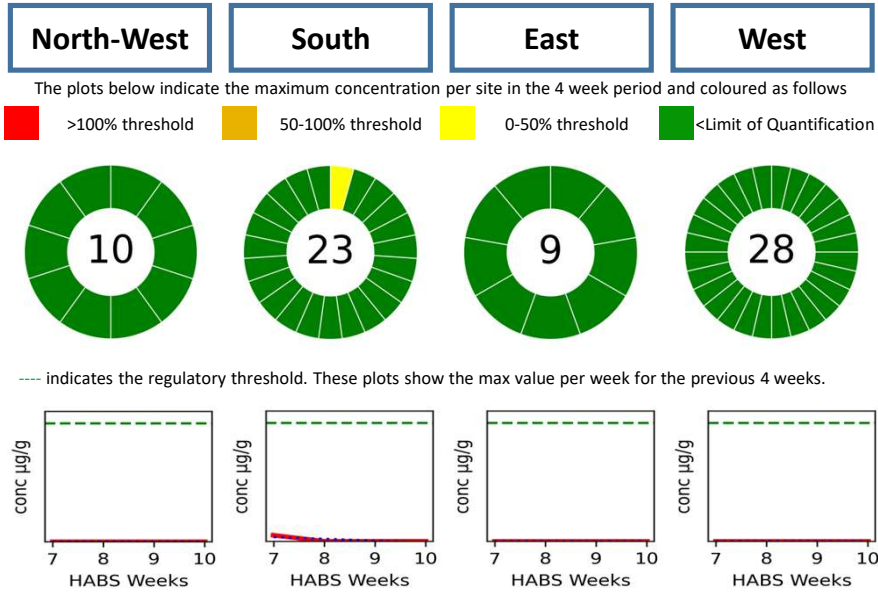 North-West South East West
The plots below indicate the maximum concentration per site in the 4 week period and coloured as follows
>100% threshold 50-100% threshold 0-50% threshold <Limit of Quantification
10 23 9 28
---- indicates the regulatory threshold. These plots show the max value per week for the previous 4 weeks.
conc µg/g conc µg/g conc µg/g conc µg/g
7 8 9 10 7 8 9 10 7 8 9 10 7 8 9 10
HABS Weeks HABS Weeks HABS Weeks HABS Weeks